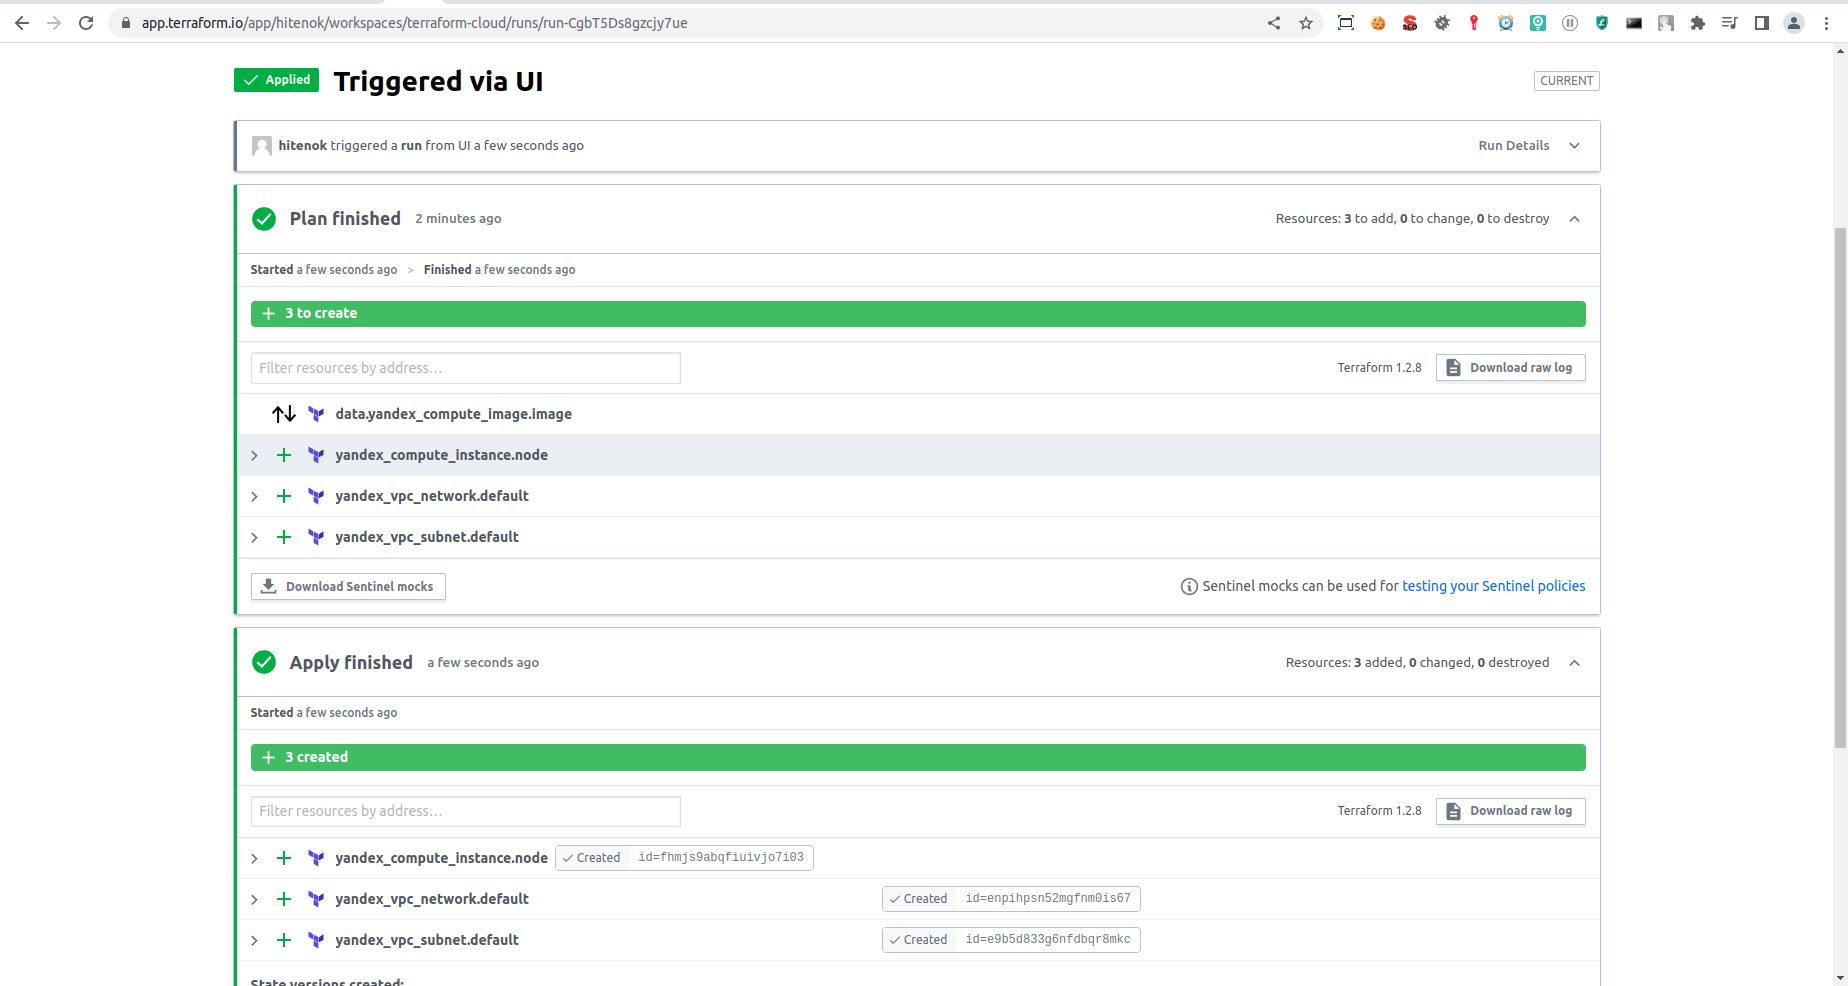 app.terraform.io/app/hitenok/workspaces/terraform-cloud/runs/run-CgbT5Ds8gzcjy7ue
SEO
Applied Triggered via UI CURRENT
hitenok triggered a run from UI a few seconds ago Run Details
Plan finished 2 minutes ago Resources: 3 to add, 0 to change, 0 to destroy
Started a few seconds ago > Finished a few seconds ago
+ 3 to create
Filter resources by address... Terraform 1.2.8 Download raw log
data.yandex_compute_image.image
yandex_compute_instance.node
yandex_vpc_network.default
yandex_vpc_subnet.default
Download Sentinel mocks Sentinel mocks can be used for testing your Sentinel policies
Apply finished a few seconds ago Resources: 3 added, 0 changed, 0 destroyed
Started a few seconds ago
+ 3 created
Filter resources by address... Terraform 1.2.8 Download raw log
yandex_compute_instance.node Created id=fhmjs9abqfiuivjo7i03
yandex_vpc_network.default Created id=enpihpsn52mgfnm0is67
yandex_vpc_subnet.default Created id=e9b5d833g6nfdbqr8mkc
State versions created: